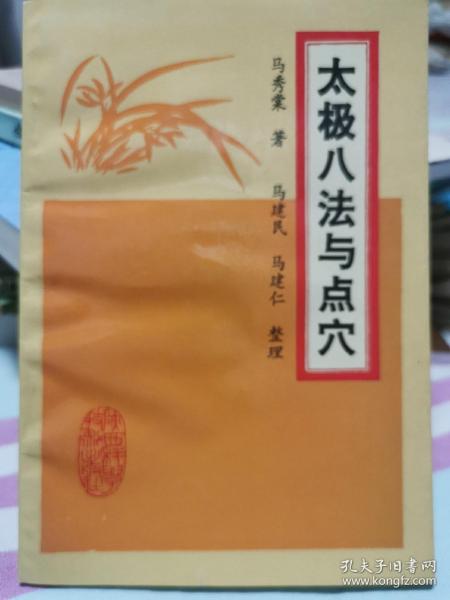 太极八法与点穴
马秀棠 著
马建民 马建仁 整理
孔夫子旧书网
www.kongfz.com